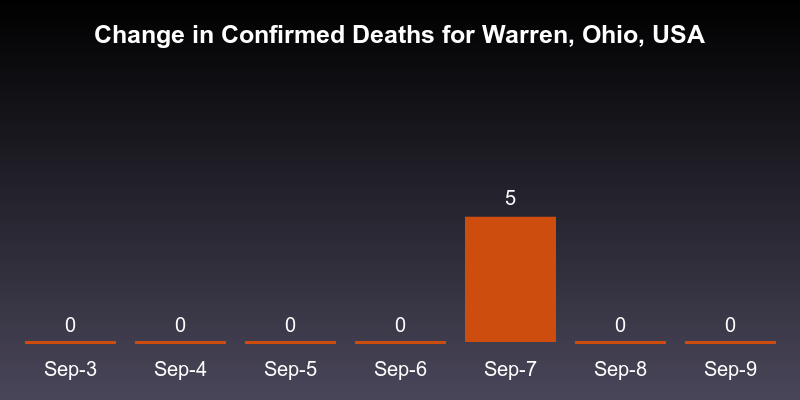 Change in Confirmed Deaths for Warren, Ohio, USA
5
0 0 0 0 0 0
Sep-3 Sep-4 Sep-5 Sep-6 Sep-7 Sep-8 Sep-9